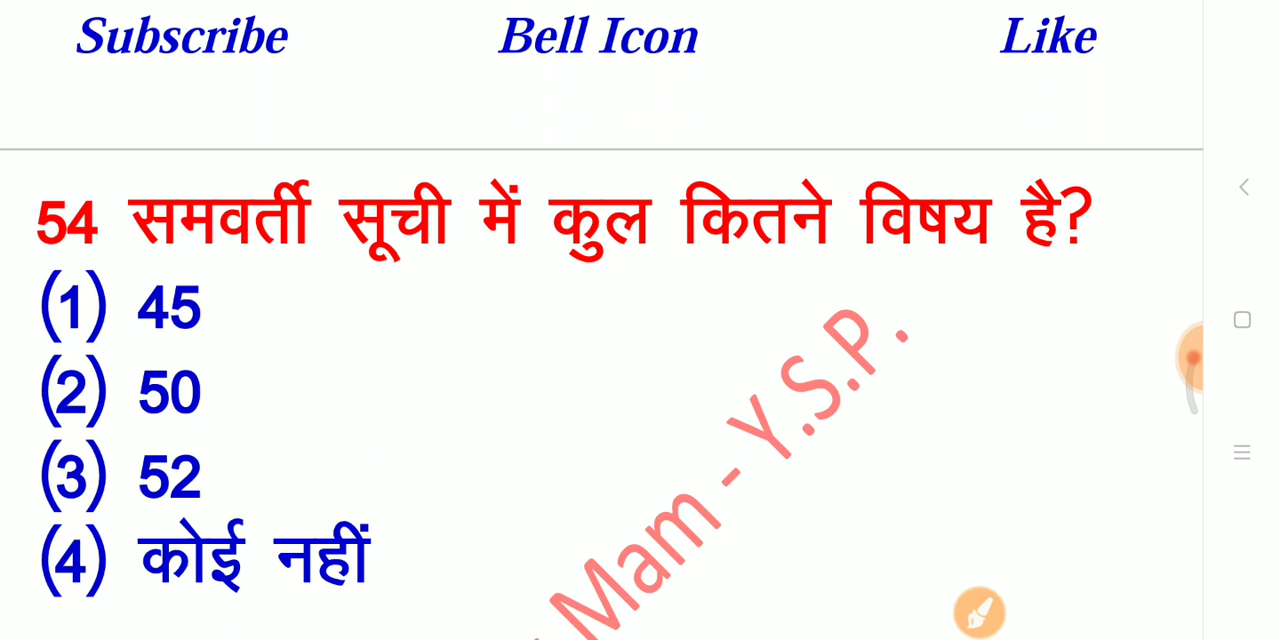 Subscribe Bell Icon Like
54 समवर्ती सूची में कुल कितने विषय है?
(1) 45
(2) 50
(3) 52
(4) कोई नहीं
Mam - Y.S.P.